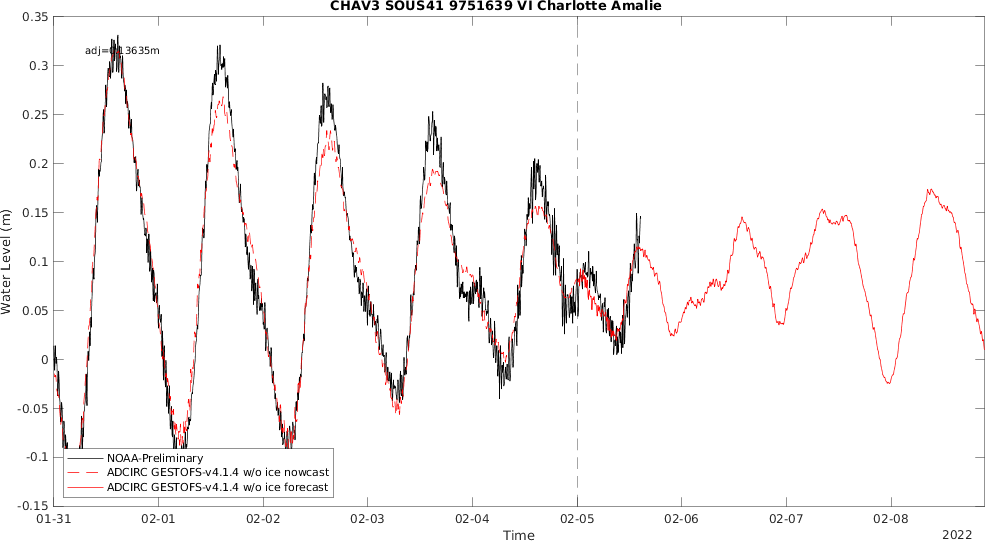 CHAV3 SOUS41 9751639 VI Charlotte Amalie
0.35
adj=0.13635m
0.3
0.25
0.2
0.15
Water Level (m)
0.1
0.05
0
-0.05
-0.1
-0.15
NOAA-Preliminary
ADCIRC GESTOFS-v4.1.4 w/o ice nowcast
ADCIRC GESTOFS-v4.1.4 w/o ice forecast
01-31 02-01 02-02 02-03 02-04 02-05 02-06 02-07 02-08
Time
2022